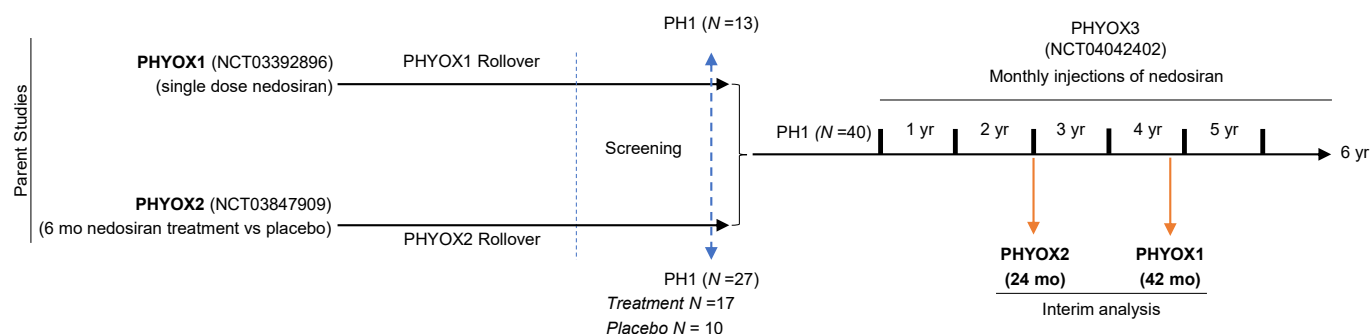 Parent Studies
PHYOX1 (NCT03392896)
(single dose nedosiran)
PHYOX1 Rollover
PHYOX2 (NCT03847909)
(6 mo nedosiran treatment vs placebo)
PHYOX2 Rollover
Screening
PH1 (N =13)
PH1 (N =27)
Treatment N =17
Placebo N = 10
PH1 (N =40)
PHYOX3
(NCT04042402)
Monthly injections of nedosiran
1 yr 2 yr 3 yr 4 yr 5 yr
6 yr
PHYOX2
(24 mo)
PHYOX1
(42 mo)
Interim analysis